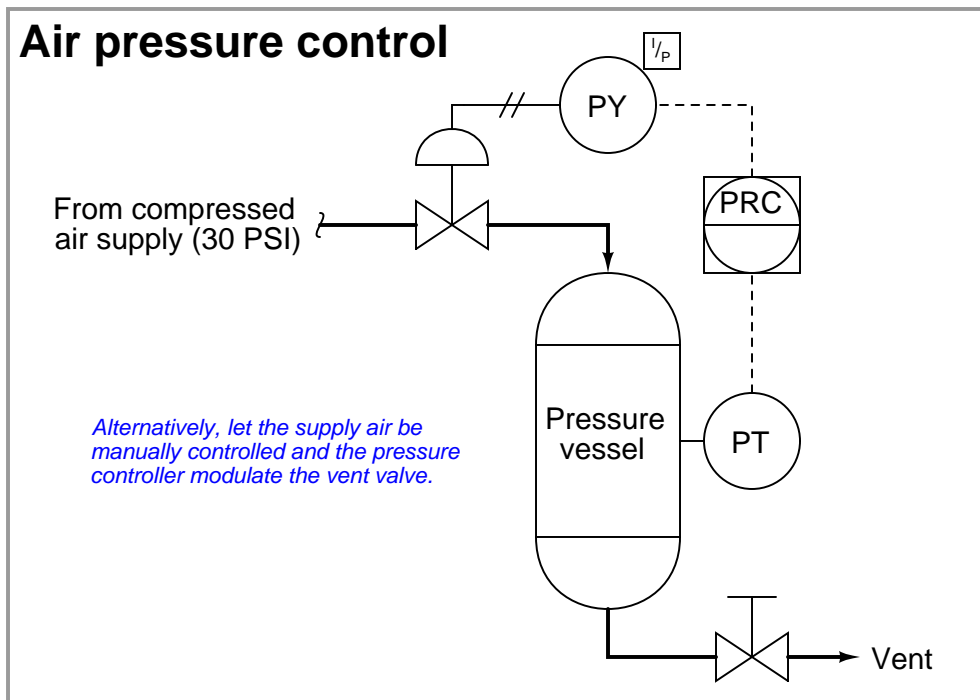 Air pressure control
I/P
PY
PRC
From compressed
air supply (30 PSI)
Pressure
vessel
PT
Alternatively, let the supply air be
manually controlled and the pressure
controller modulate the vent valve.
Vent